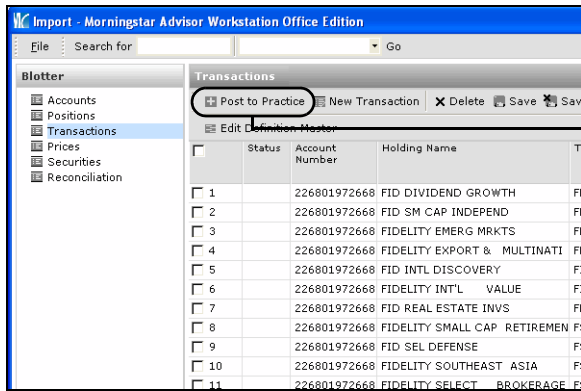 Import - Morningstar Advisor Workstation Office Edition
File Search for Go
Blotter
Accounts
Positions
Transactions
Prices
Securities
Reconciliation
Transactions
Post to Practice New Transaction Delete Save Sav
Edit Definition Master
Status Account Number Holding Name T
1 226801972668 FID DIVIDEND GROWTH F
2 226801972668 FID SM CAP INDEPEND F
3 226801972668 FIDELITY EMERG MRKTS F
4 226801972668 FIDELITY EXPORT & MULTINATI F
5 226801972668 FID INTL DISCOVERY F
6 226801972668 FIDELITY INT'L VALUE F
7 226801972668 FID REAL ESTATE INVS F
8 226801972668 FIDELITY SMALL CAP RETIREMEN F
9 226801972668 FID SEL DEFENSE F
10 226801972668 FIDELITY SOUTHEAST ASIA F
11 226801972668 FIDELITY SELECT BROKERAGE F